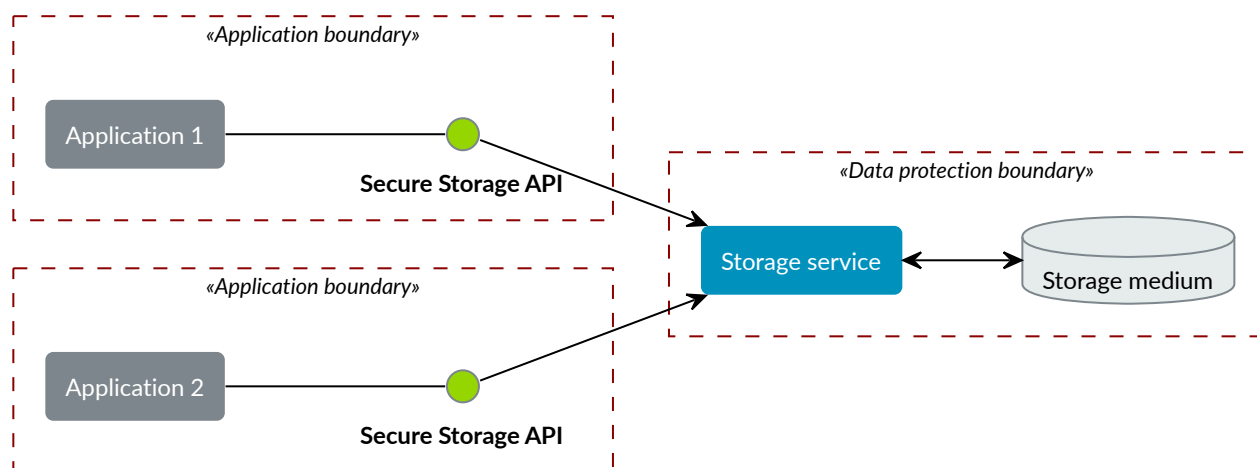 «Application boundary»
Application 1
Secure Storage API
«Data protection boundary»
Storage service
Storage medium
«Application boundary»
Application 2
Secure Storage API